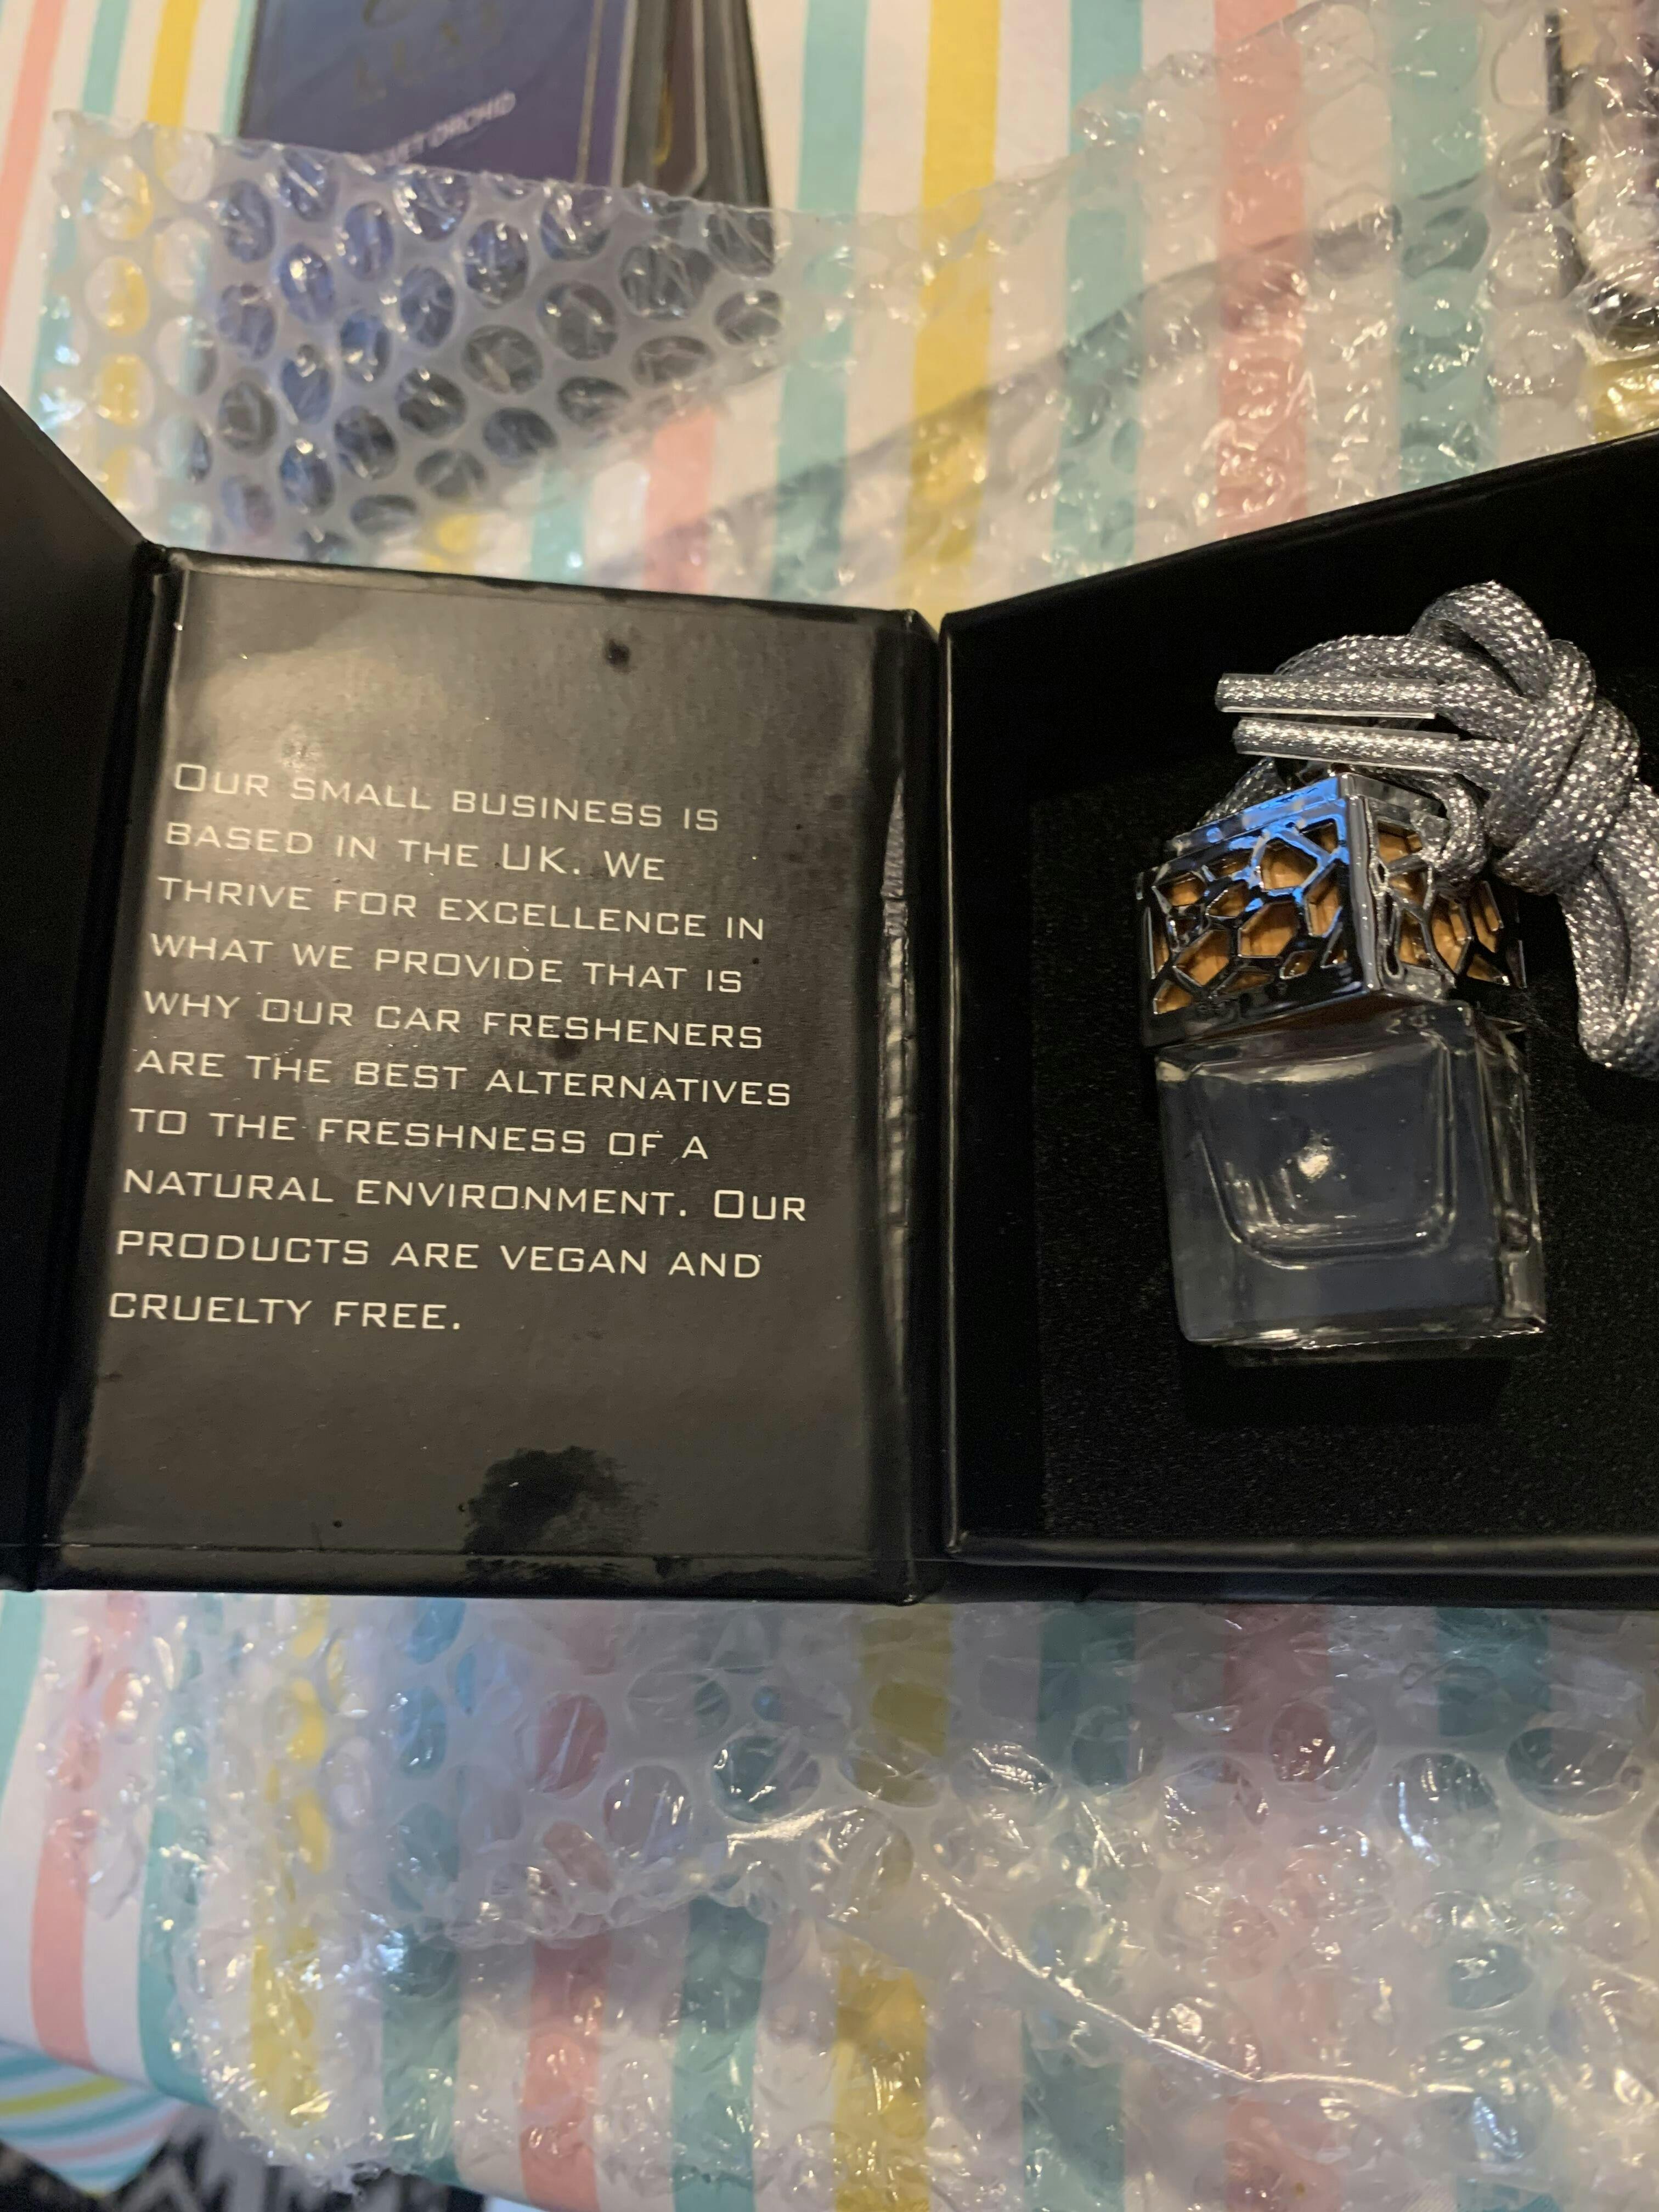 ORCHID
OUR SMALL BUSINESS IS
BASED IN THE UK. WE
THRIVE FOR EXCELLENCE IN
WHAT WE PROVIDE THAT IS
WHY OUR CAR FRESHENERS
ARE THE BEST ALTERNATIVES
TO THE FRESHNESS OF A
NATURAL ENVIRONMENT. OUR
PRODUCTS ARE VEGAN AND
CRUELTY FREE.